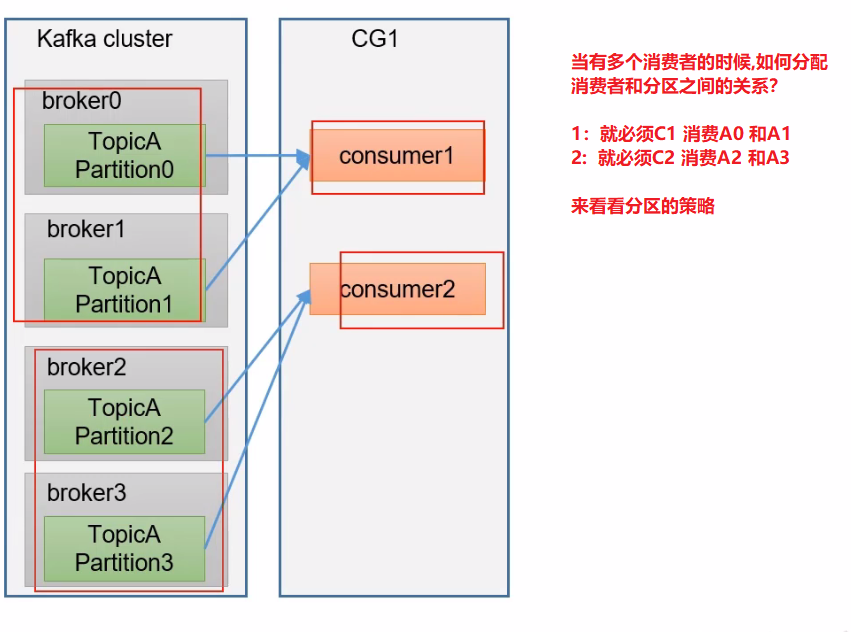 Kafka cluster
CG1
broker0
TopicA
Partition0
broker1
TopicA
Partition1
broker2
TopicA
Partition2
broker3
TopicA
Partition3
consumer1
consumer2
当有多个消费者的时候,如何分配
消费者和分区之间的关系?
1: 就必须C1 消费A0 和A1
2: 就必须C2 消费A2 和A3
来看看分区的策略